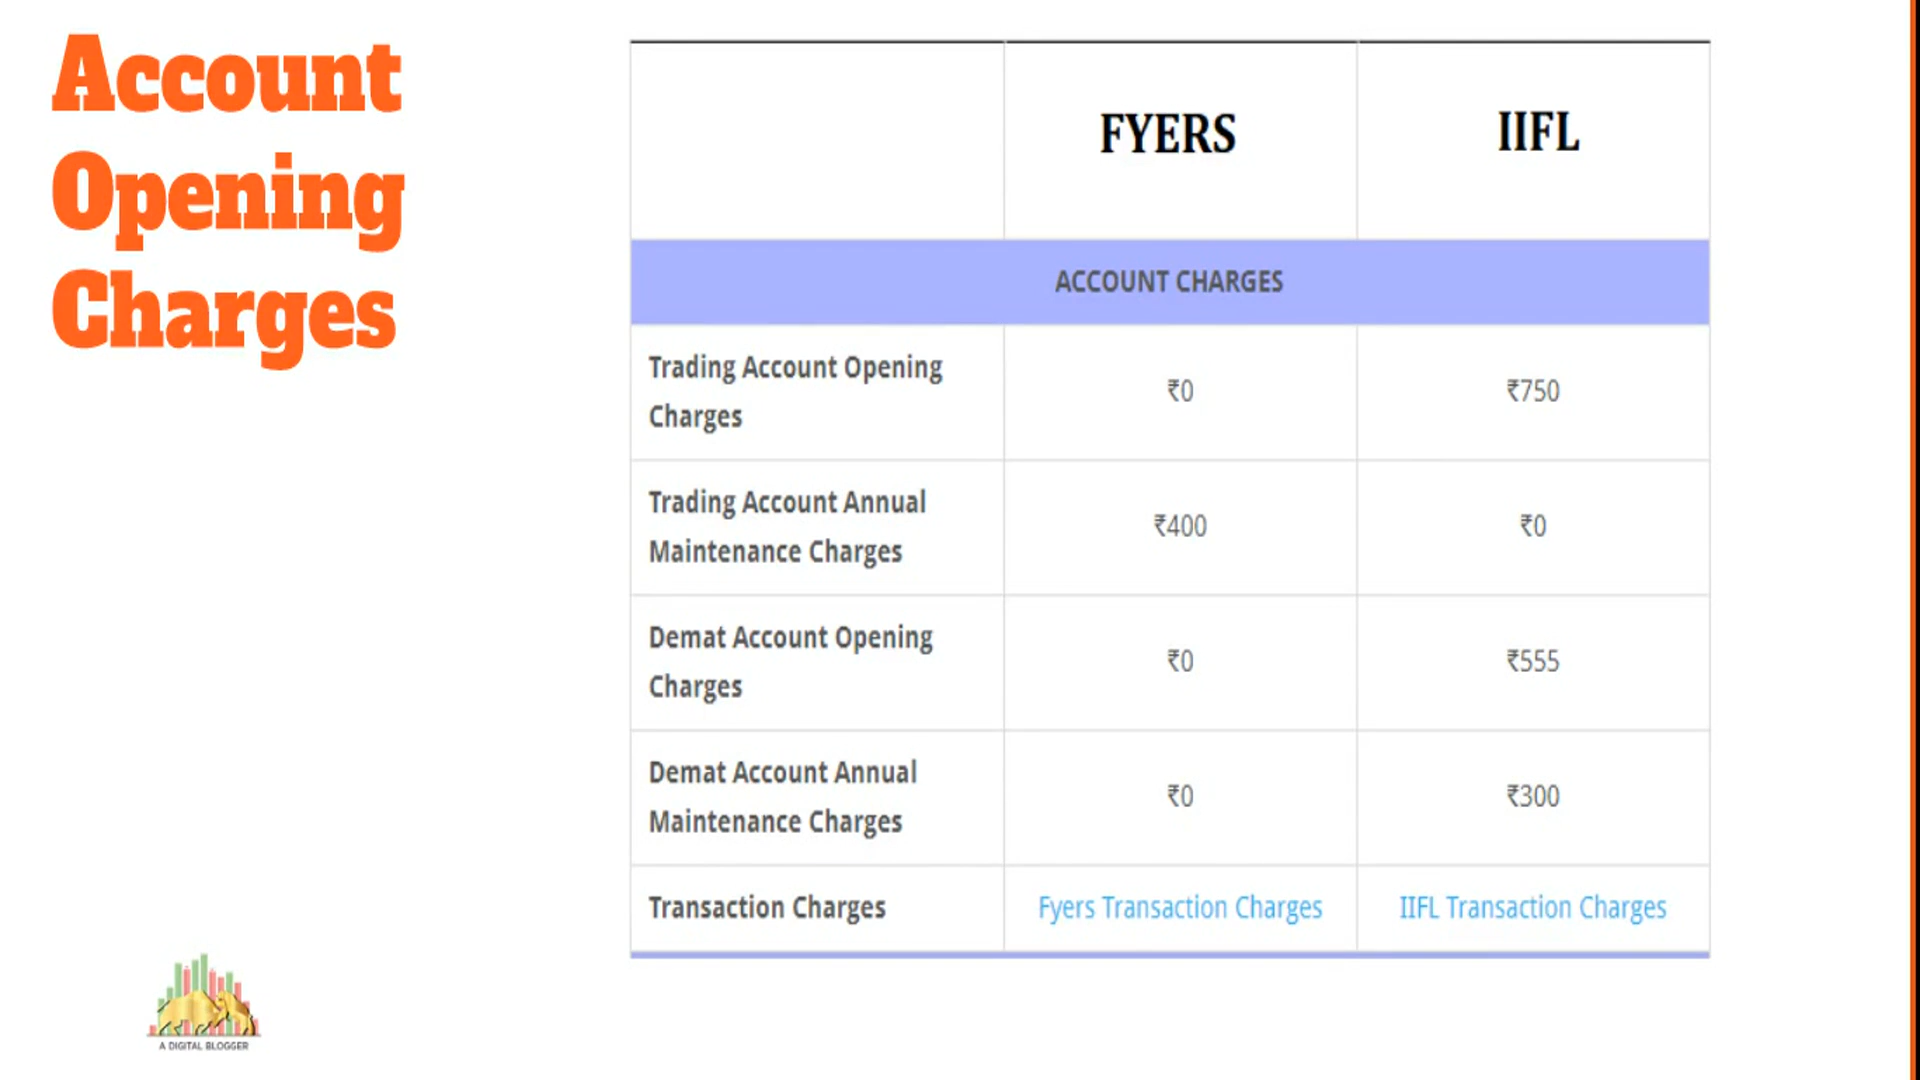 Account
Opening
Charges
FYERS IIFL
ACCOUNT CHARGES
Trading Account Opening
Charges
₹0 ₹750
Trading Account Annual
Maintenance Charges
₹400 ₹0
Demat Account Opening
Charges
₹0 ₹555
Demat Account Annual
Maintenance Charges
₹0 ₹300
Transaction Charges Fyers Transaction Charges IIFL Transaction Charges
A DIGITAL BLOGGER